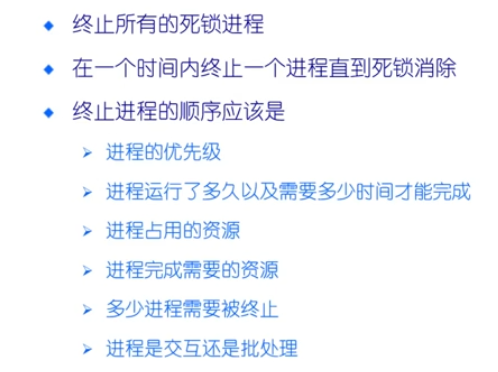 终止所有的死锁进程
在一个时间内终止一个进程直到死锁消除
终止进程的顺序应该是
进程的优先级
进程运行了多久以及需要多少时间才能完成
进程占用的资源
进程完成需要的资源
多少进程需要被终止
进程是交互还是批处理